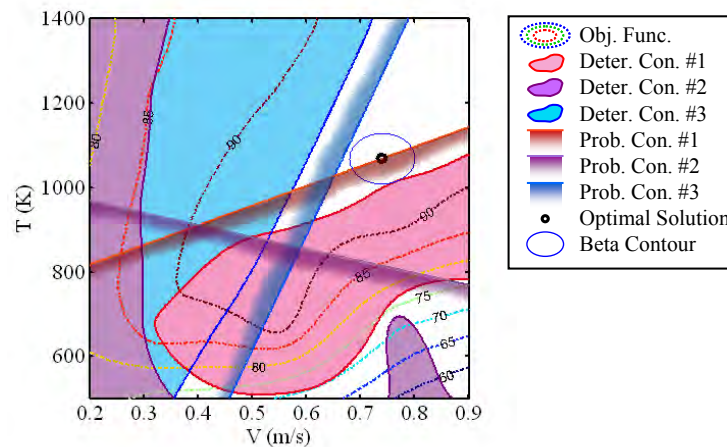 1400
1200
1000
800
600
T (K)
0.2 0.3 0.4 0.5 0.6 0.7 0.8 0.9
V (m/s)
80
85
90
90
85
80
75
70
65
60
Obj. Func.
Deter. Con. #1
Deter. Con. #2
Deter. Con. #3
Prob. Con. #1
Prob. Con. #2
Prob. Con. #3
Optimal Solution
Beta Contour